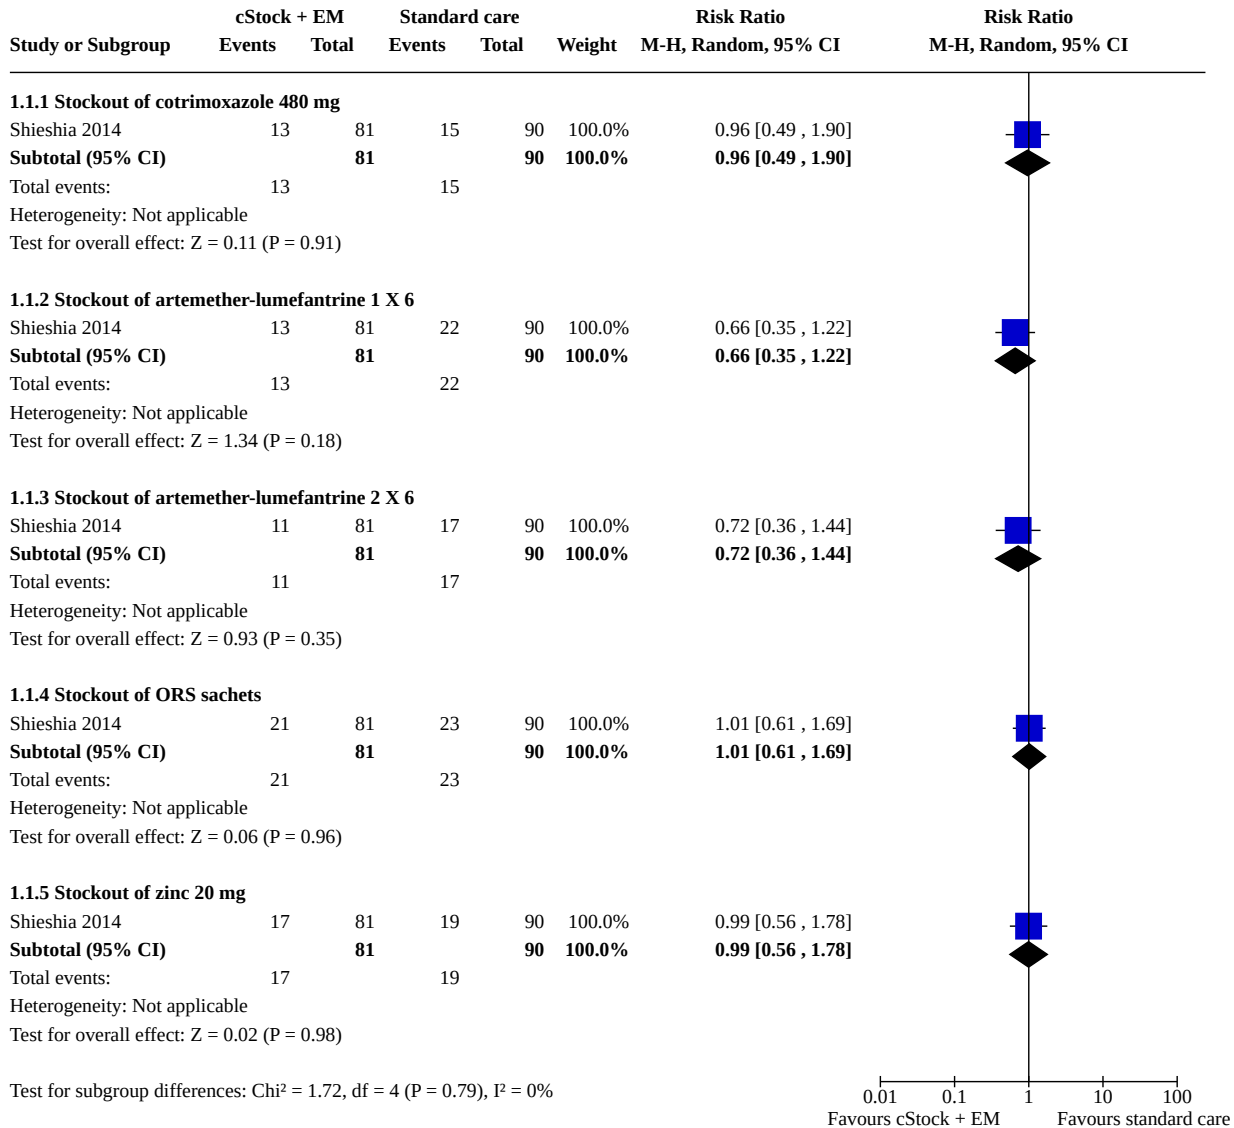 cStock + EM Standard care Risk Ratio Risk Ratio
Study or Subgroup Events Total Events Total Weight M-H, Random, 95% CI M-H, Random, 95% CI
1.1.1 Stockout of cotrimoxazole 480 mg
Shieshia 2014 13 81 15 90 100.0% 0.96 [0.49 , 1.90]
Subtotal (95% CI) 81 90 100.0% 0.96 [0.49 , 1.90]
Total events: 13 15
Heterogeneity: Not applicable
Test for overall effect: Z = 0.11 (P = 0.91)
1.1.2 Stockout of artemether-lumefantrine 1 X 6
Shieshia 2014 13 81 22 90 100.0% 0.66 [0.35 , 1.22]
Subtotal (95% CI) 81 90 100.0% 0.66 [0.35 , 1.22]
Total events: 13 22
Heterogeneity: Not applicable
Test for overall effect: Z = 1.34 (P = 0.18)
1.1.3 Stockout of artemether-lumefantrine 2 X 6
Shieshia 2014 11 81 17 90 100.0% 0.72 [0.36 , 1.44]
Subtotal (95% CI) 81 90 100.0% 0.72 [0.36 , 1.44]
Total events: 11 17
Heterogeneity: Not applicable
Test for overall effect: Z = 0.93 (P = 0.35)
1.1.4 Stockout of ORS sachets
Shieshia 2014 21 81 23 90 100.0% 1.01 [0.61 , 1.69]
Subtotal (95% CI) 81 90 100.0% 1.01 [0.61 , 1.69]
Total events: 21 23
Heterogeneity: Not applicable
Test for overall effect: Z = 0.06 (P = 0.96)
1.1.5 Stockout of zinc 20 mg
Shieshia 2014 17 81 19 90 100.0% 0.99 [0.56 , 1.78]
Subtotal (95% CI) 81 90 100.0% 0.99 [0.56 , 1.78]
Total events: 17 19
Heterogeneity: Not applicable
Test for overall effect: Z = 0.02 (P = 0.98)
Test for subgroup differences: Chi² = 1.72, df = 4 (P = 0.79), I² = 0%
0.01 0.1 1 10 100
Favours cStock + EM Favours standard care